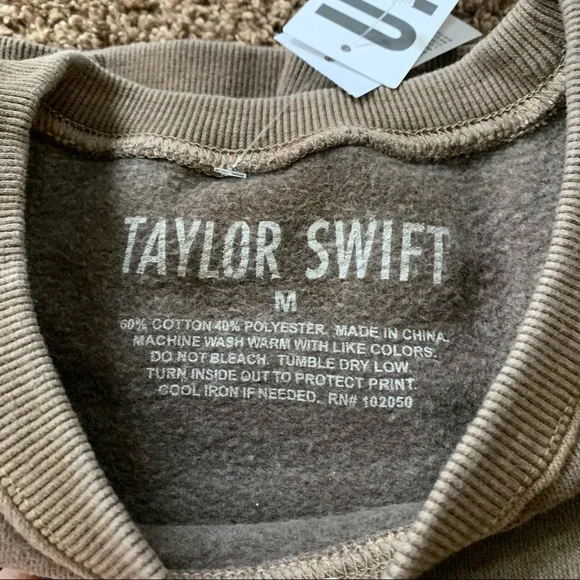 TAYLOR SWIFT
M
60% COTTON 40% POLYESTER. MADE IN CHINA.
MACHINE WASH WARM WITH LIKE COLORS.
DO NOT BLEACH. TUMBLE DRY LOW.
TURN INSIDE OUT TO PROTECT PRINT.
COOL IRON IF NEEDED. RN# 102050